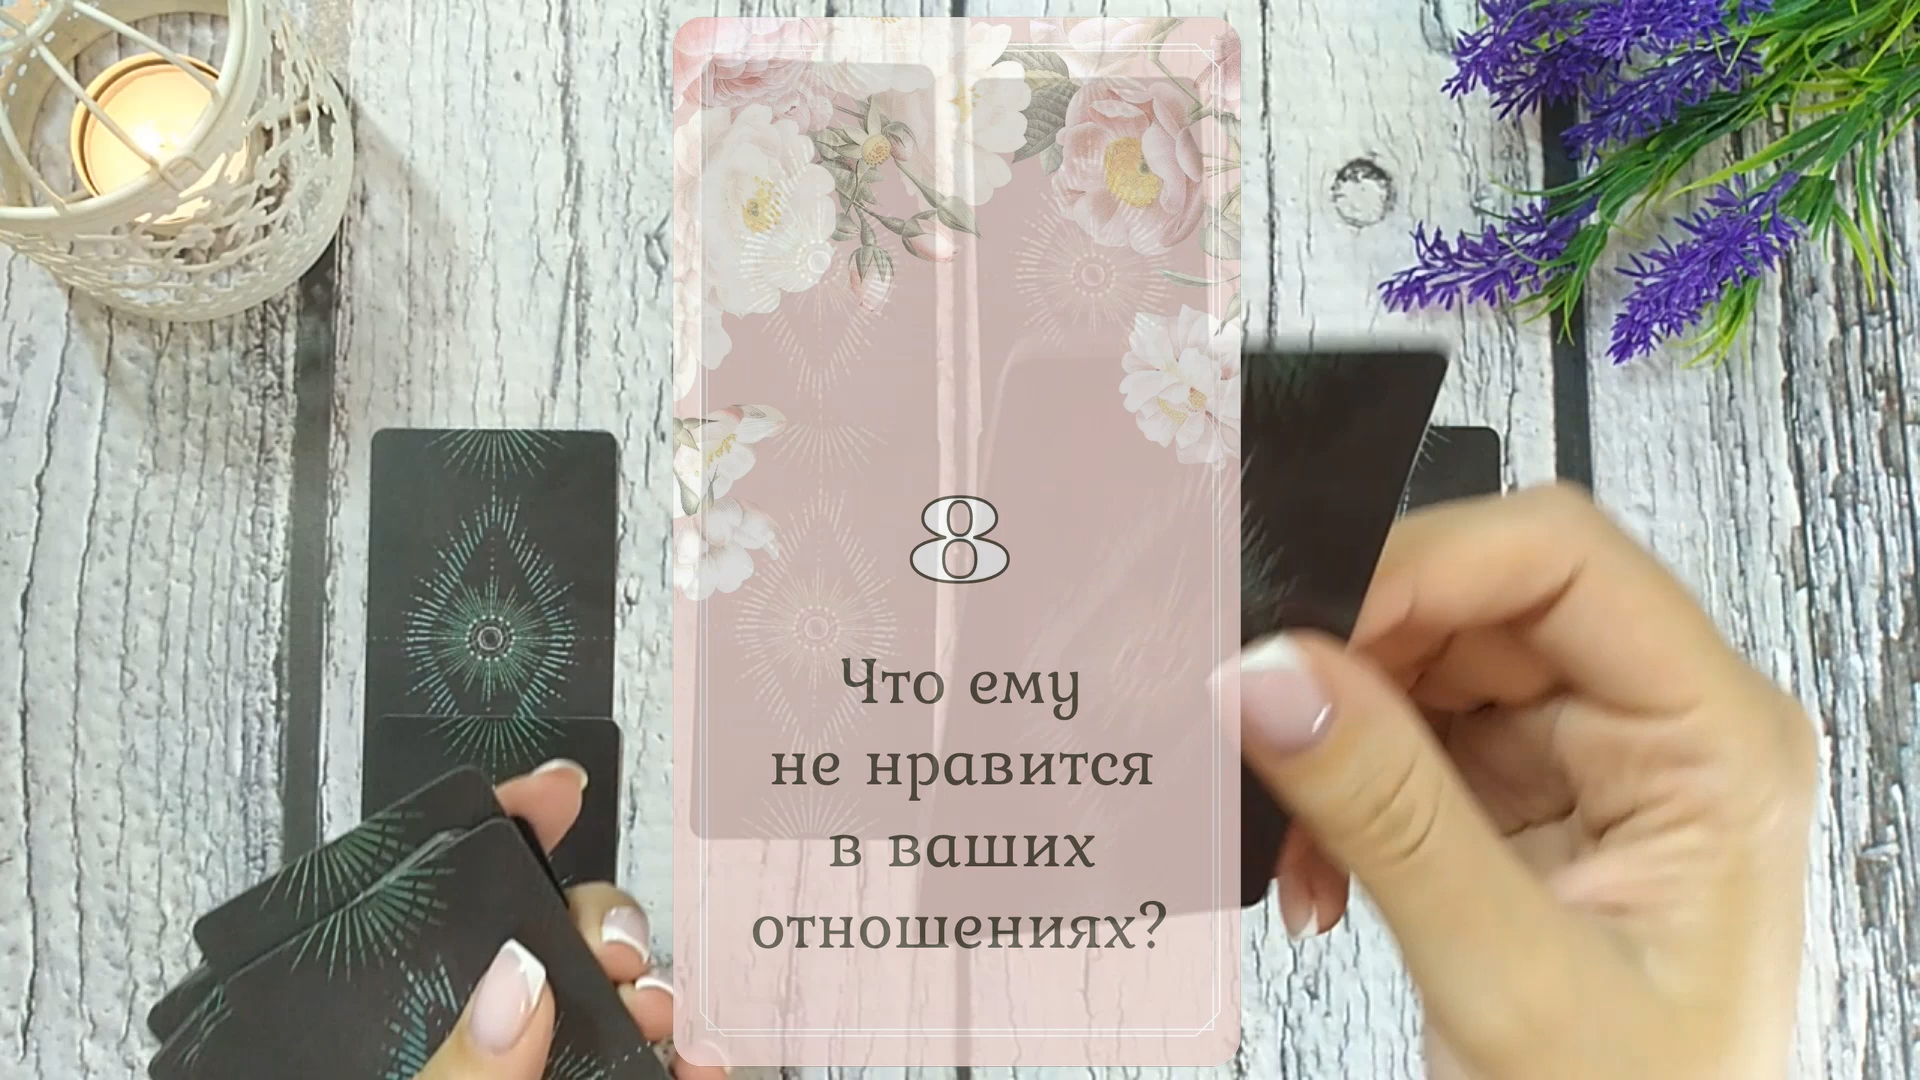 8
Что ему
не нравится
в ваших
отношениях?